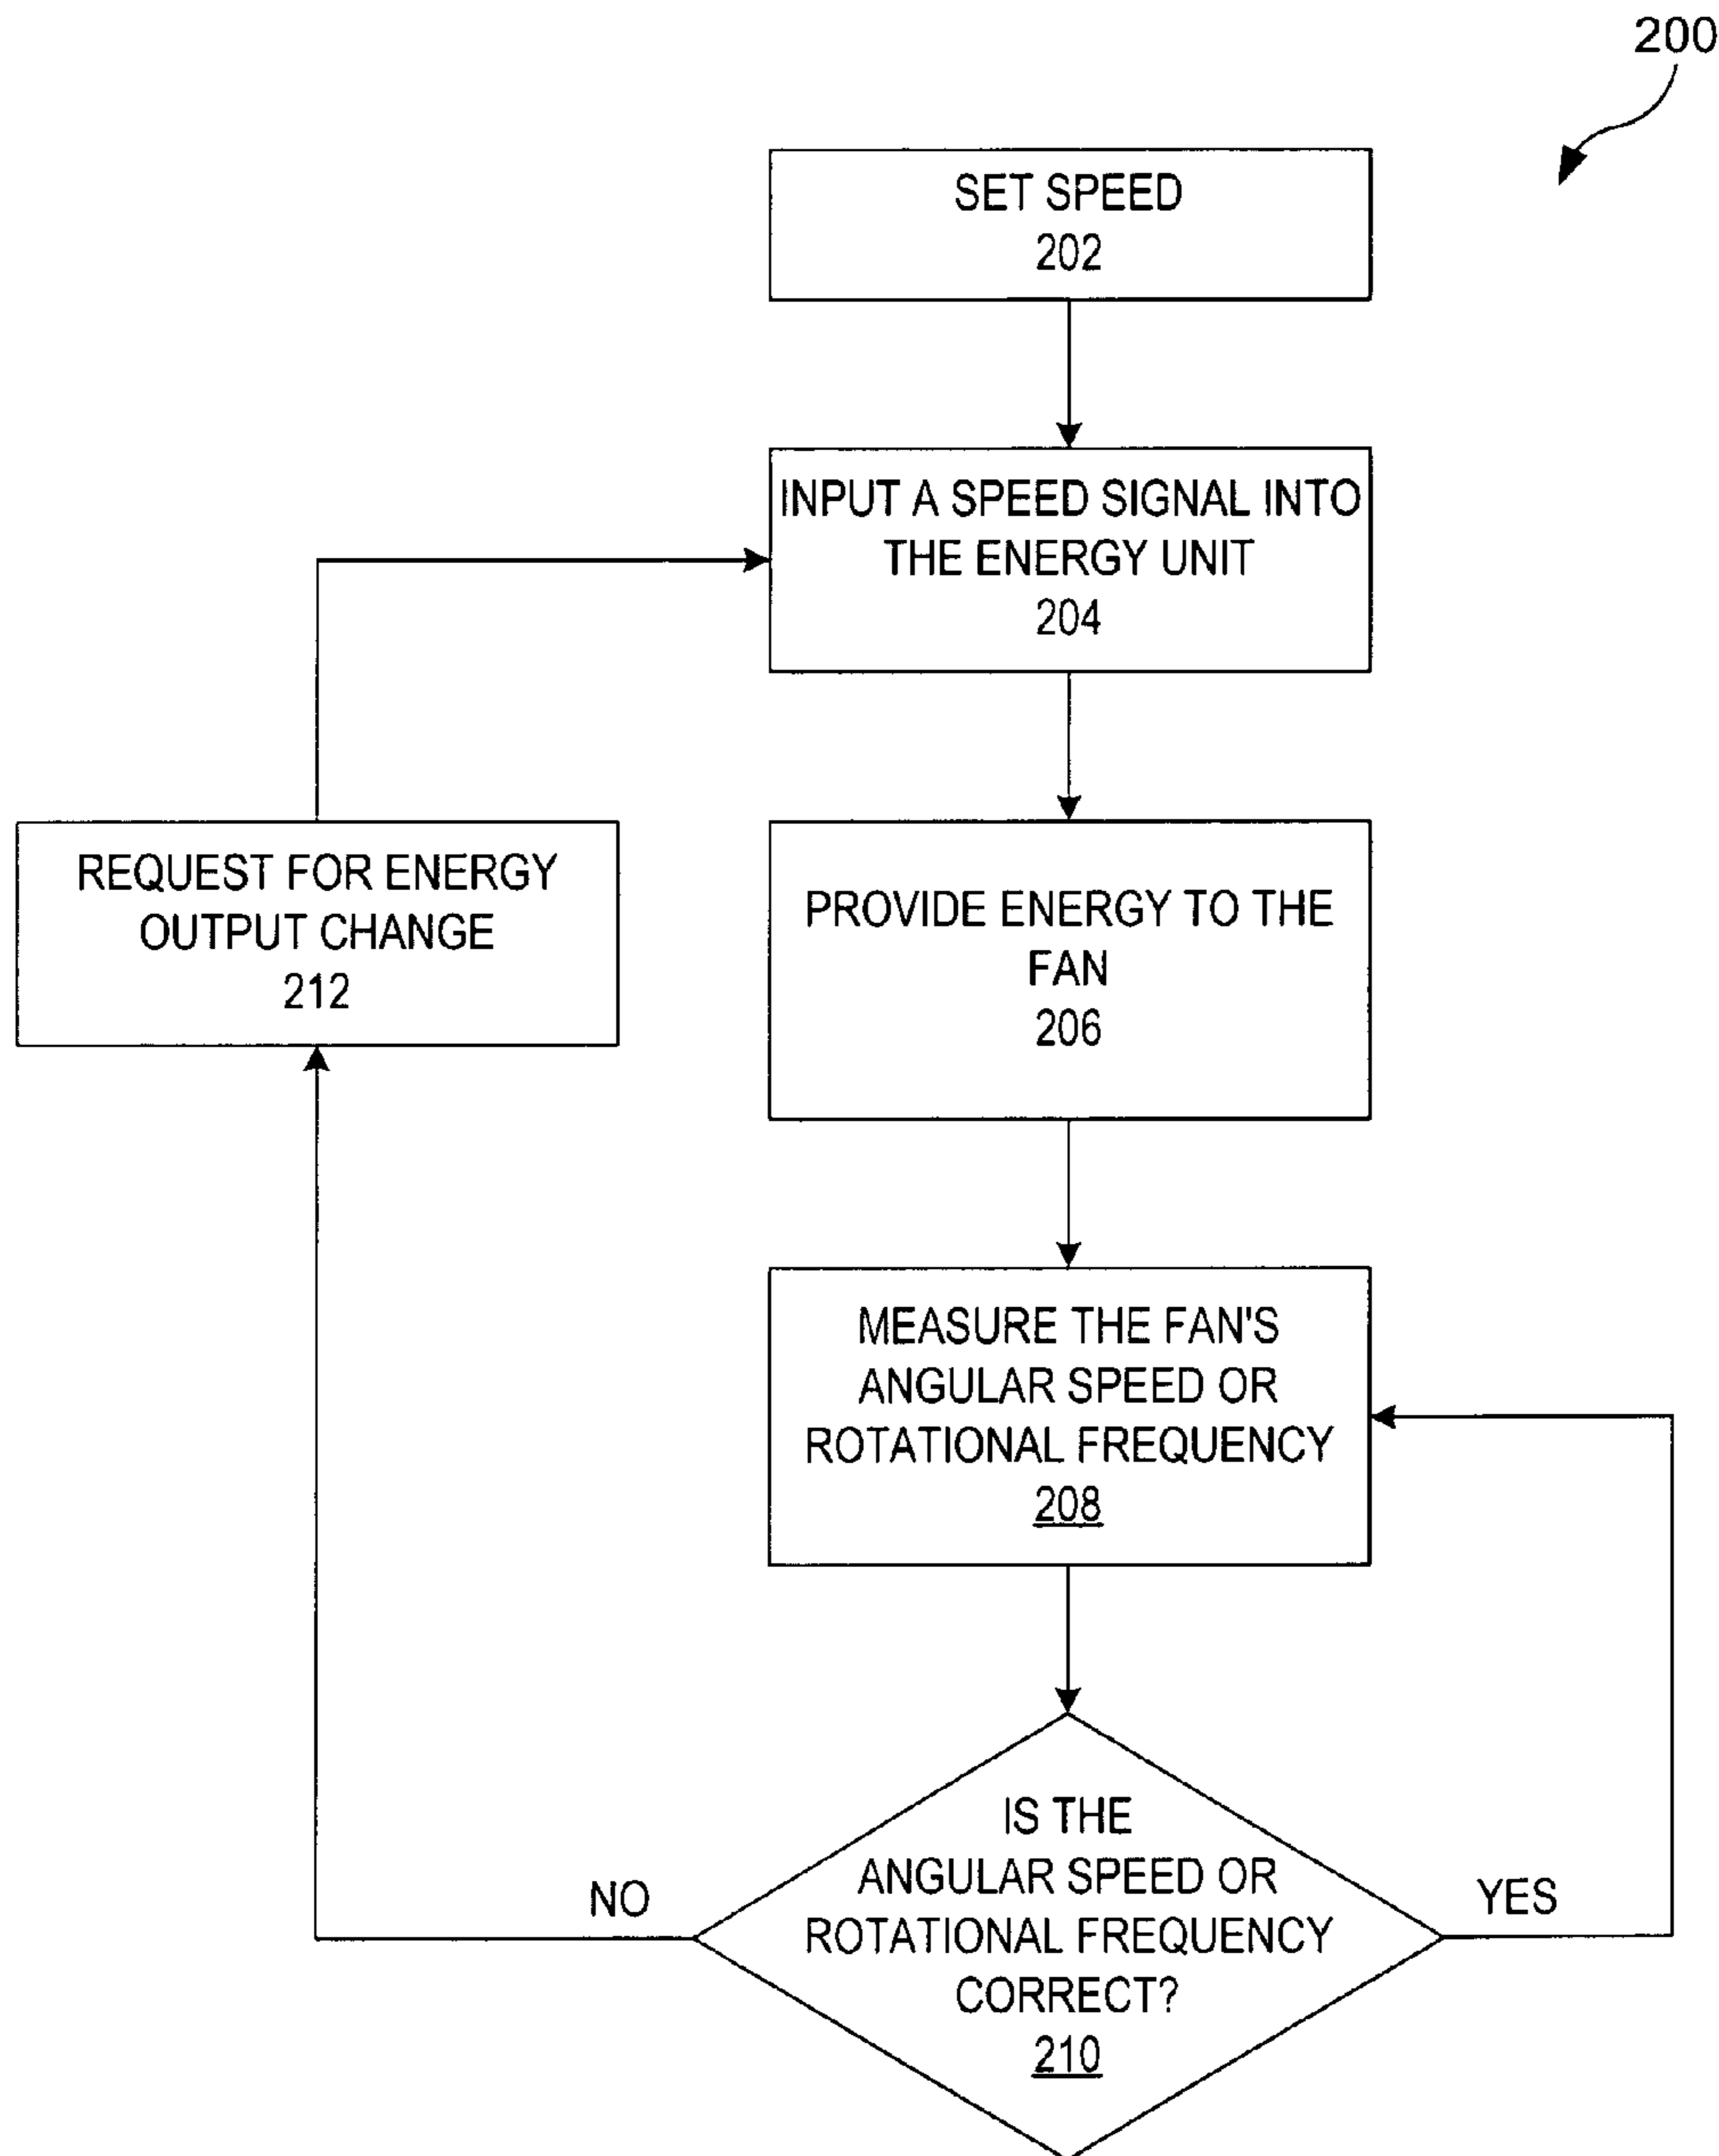 200
SET SPEED
202
INPUT A SPEED SIGNAL INTO
THE ENERGY UNIT
204
REQUEST FOR ENERGY
OUTPUT CHANGE
212
PROVIDE ENERGY TO THE
FAN
206
MEASURE THE FAN'S
ANGULAR SPEED OR
ROTATIONAL FREQUENCY
208
NO
IS THE
ANGULAR SPEED OR
ROTATIONAL FREQUENCY
CORRECT?
210
YES